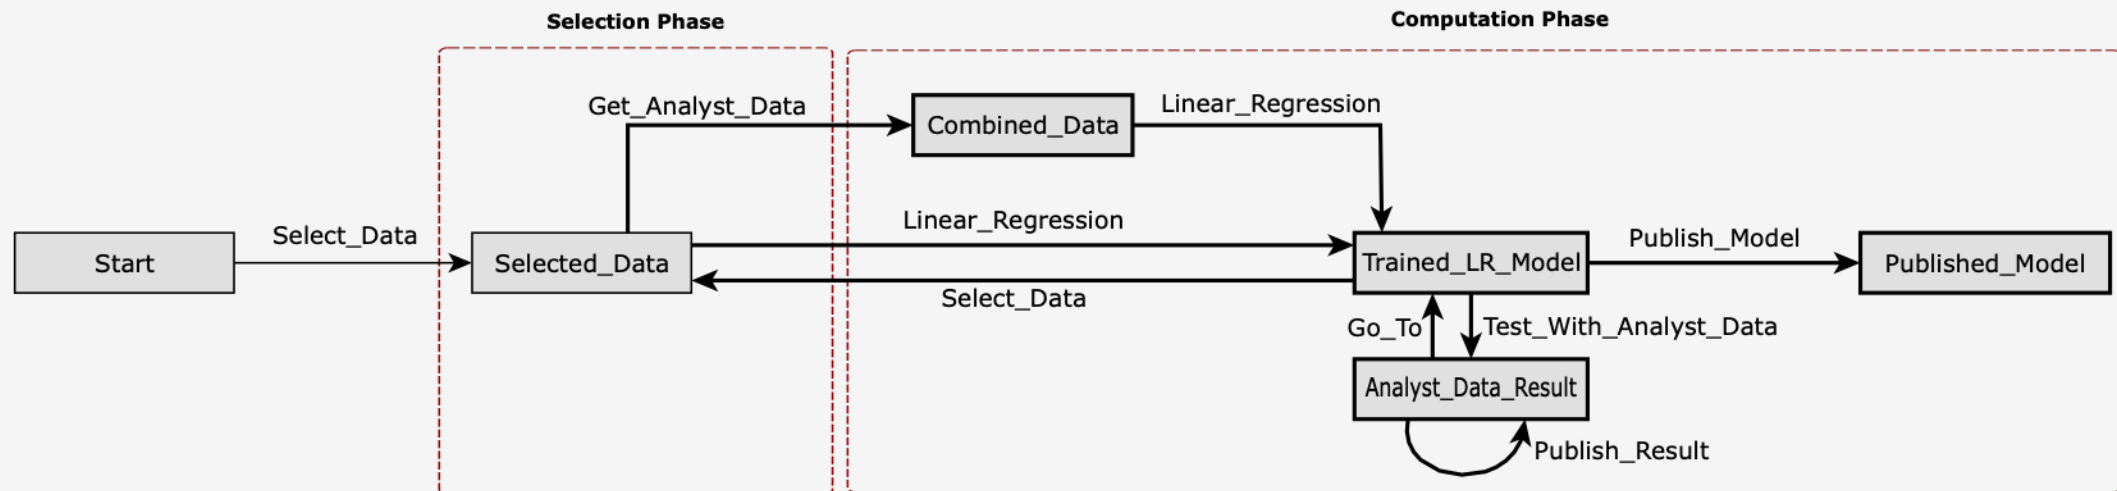 Selection Phase
Computation Phase
Get_Analyst_Data
Combined_Data
Linear_Regression
Start
Select_Data
Selected_Data
Linear_Regression
Select_Data
Trained_LR_Model
Publish_Model
Published_Model
Go_To
Test_With_Analyst_Data
Analyst_Data_Result
Publish_Result